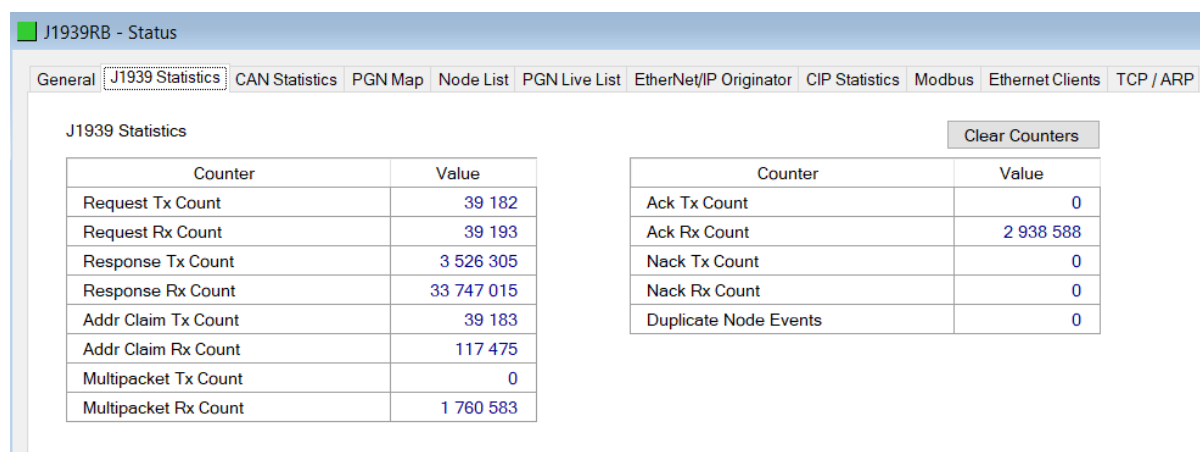 J1939RB - Status
General J1939 Statistics CAN Statistics PGN Map Node List PGN Live List EtherNet/IP Originator CIP Statistics Modbus Ethernet Clients TCP / ARP
J1939 Statistics
Clear Counters
Counter Value
Request Tx Count 39 182
Request Rx Count 39 193
Response Tx Count 3 526 305
Response Rx Count 33 747 015
Addr Claim Tx Count 39 183
Addr Claim Rx Count 117 475
Multipacket Tx Count 0
Multipacket Rx Count 1 760 583
Counter Value
Ack Tx Count 0
Ack Rx Count 2 938 588
Nack Tx Count 0
Nack Rx Count 0
Duplicate Node Events 0